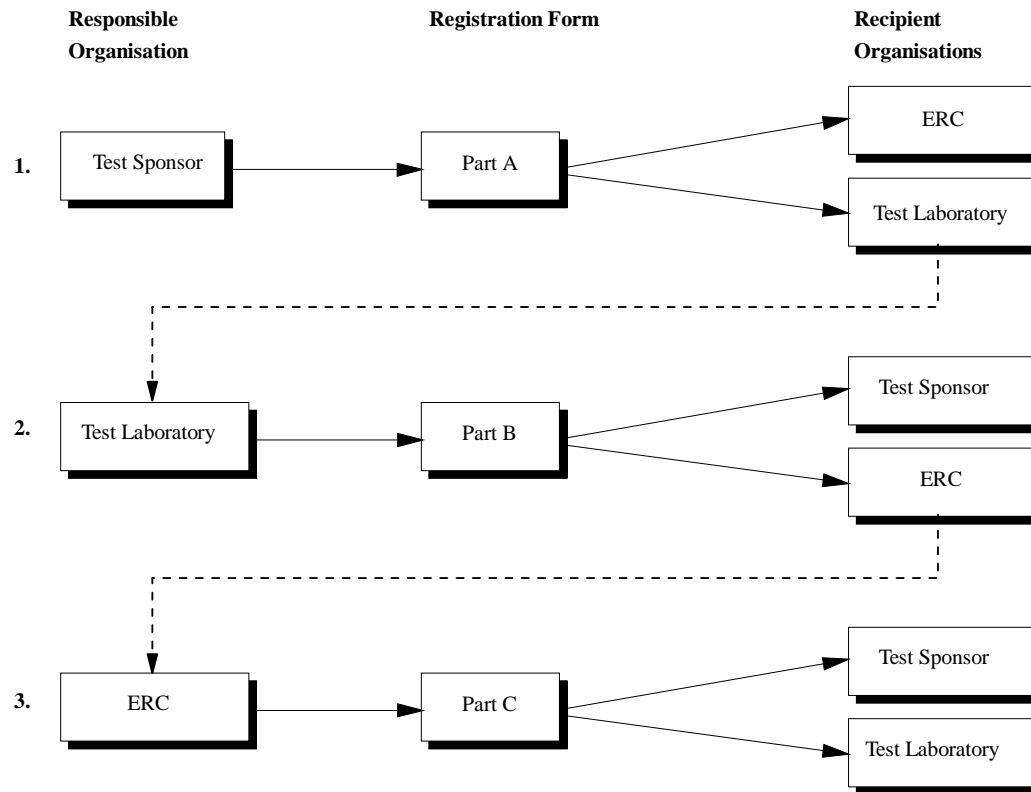 Responsible
Organisation
Registration Form
Recipient
Organisations
1.
Test Sponsor
Part A
ERC
Test Laboratory
2.
Test Laboratory
Part B
Test Sponsor
ERC
3.
ERC
Part C
Test Sponsor
Test Laboratory